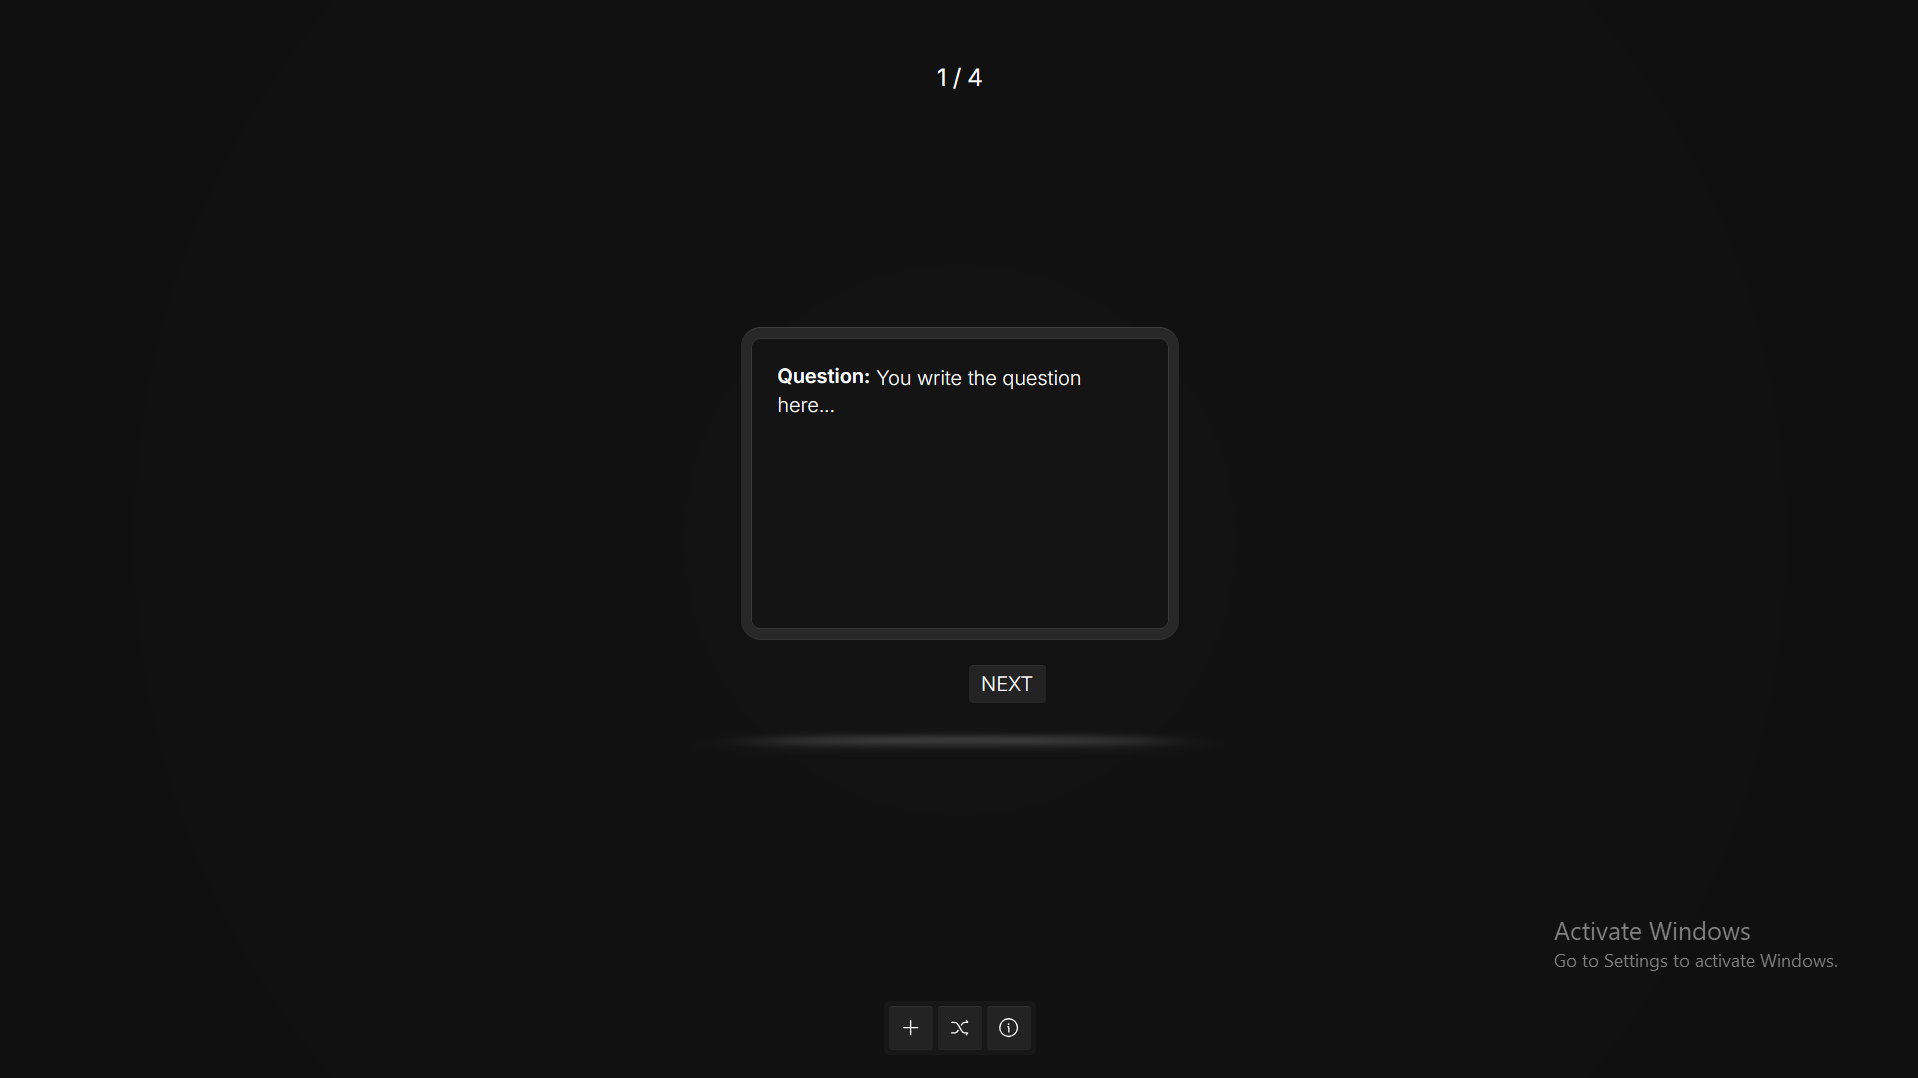 1 / 4
Question: You write the question
here...
NEXT
Activate Windows
Go to Settings to activate Windows.